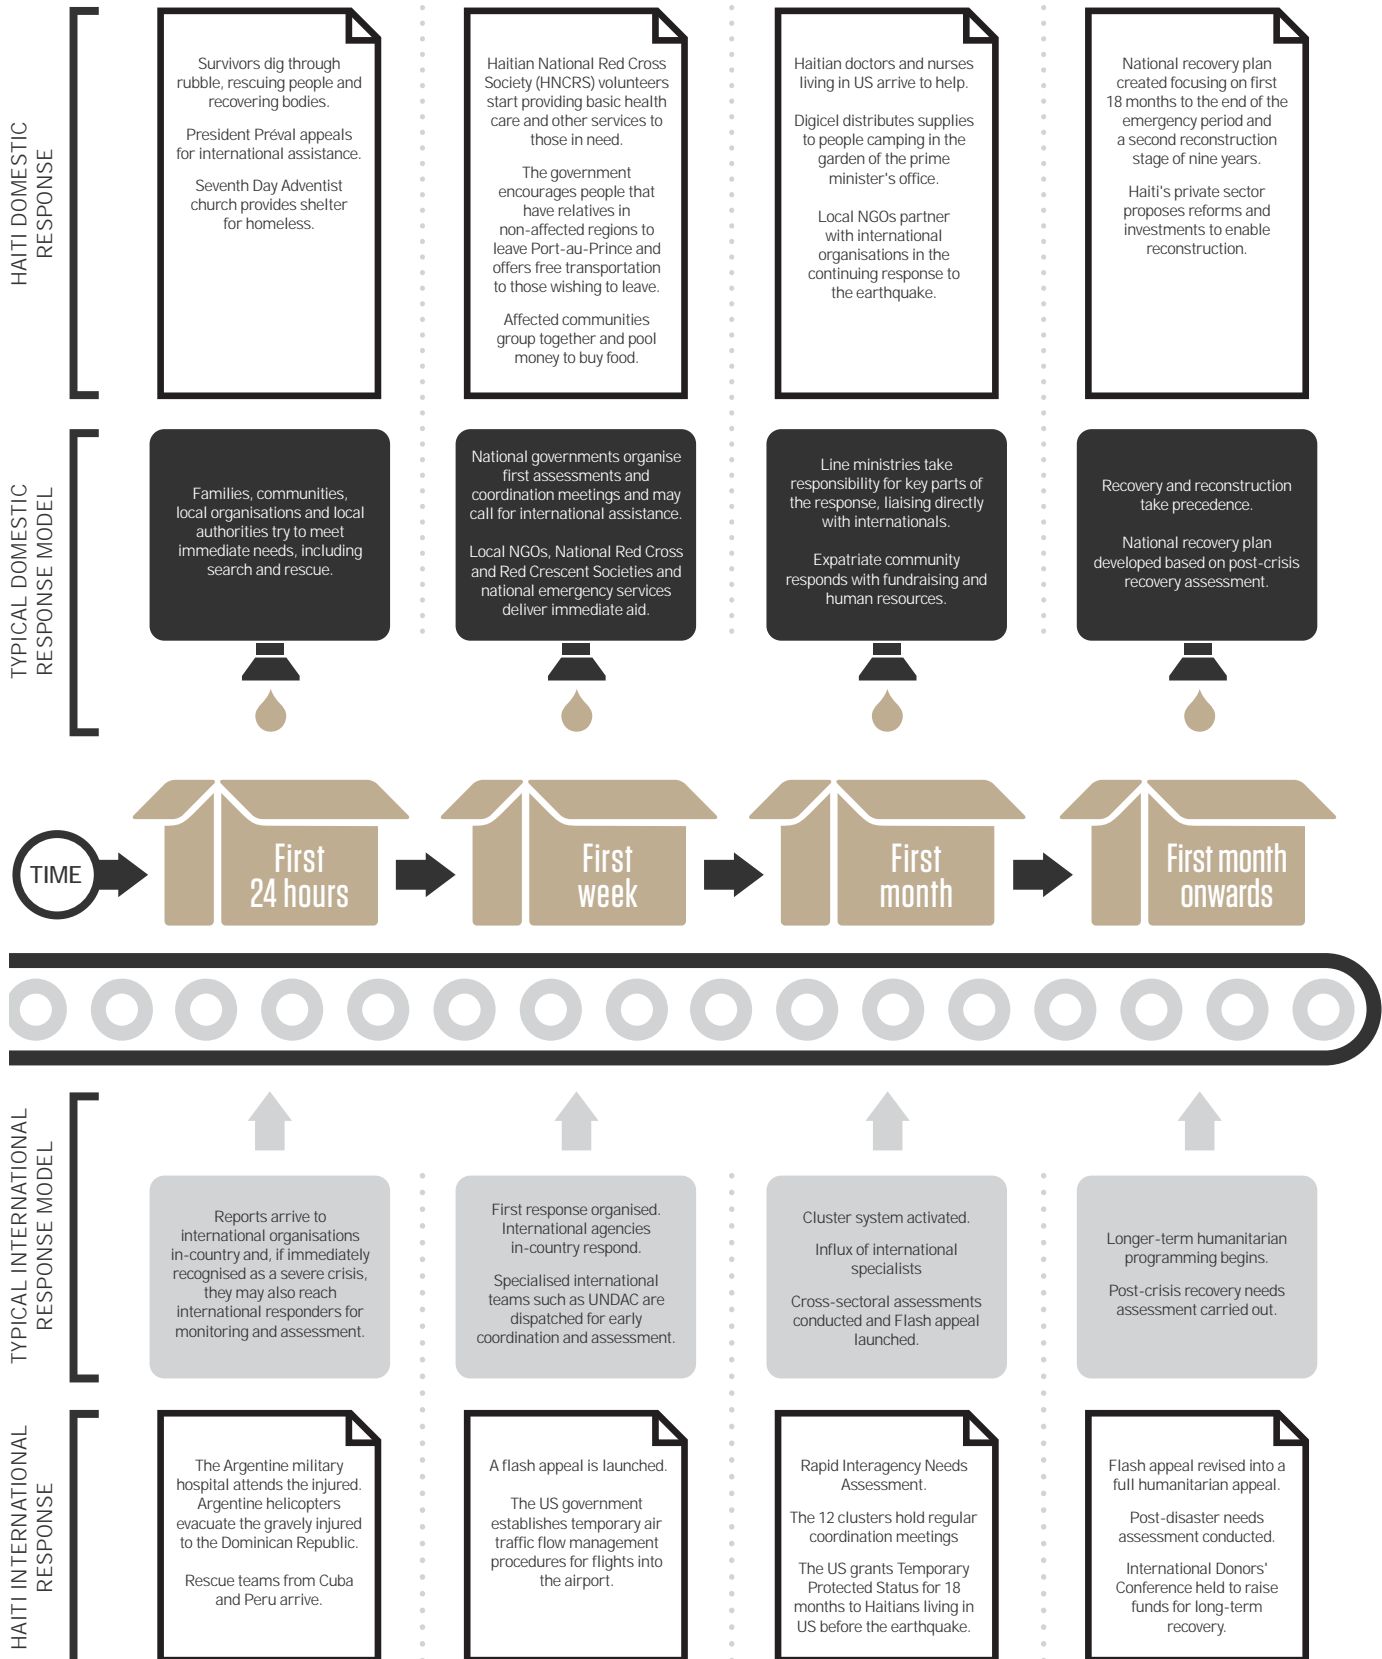 HAITI DOMESTIC
RESPONSE
Survivors dig through
rubble, rescuing people and
recovering bodies.
President Préval appeals
for international assistance.
Seventh Day Adventist
church provides shelter
for homeless.
Haitian National Red Cross
Society (HNCRS) volunteers
start providing basic health
care and other services to
those in need.
The government
encourages people that
have relatives in
non-affected regions to
leave Port-au-Prince and
offers free transportation
to those wishing to leave.
Affected communities
group together and pool
money to buy food.
Haitian doctors and nurses
living in US arrive to help.
Digicel distributes supplies
to people camping in the
garden of the prime
minister's office.
Local NGOs partner
with international
organisations in the
continuing response to
the earthquake.
National recovery plan
created focusing on first
18 months to the end of the
emergency period and
a second reconstruction
stage of nine years.
Haiti's private sector
proposes reforms and
investments to enable
reconstruction.
TYPICAL DOMESTIC
RESPONSE MODEL
Families, communities,
local organisations and local
authorities try to meet
immediate needs, including
search and rescue.
National governments organise
first assessments and
coordination meetings and may
call for international assistance.
Local NGOs, National Red Cross
and Red Crescent Societies and
national emergency services
deliver immediate aid.
Line ministries take
responsibility for key parts of
the response, liaising directly
with internationals.
Expatriate community
responds with fundraising and
human resources.
Recovery and reconstruction
take precedence.
National recovery plan
developed based on post-crisis
recovery assessment.
TIME
First
24 hours
First
week
First
month
First month
onwards
TYPICAL INTERNATIONAL
RESPONSE MODEL
Reports arrive to
international organisations
in-country and, if immediately
recognised as a severe crisis,
they may also reach
international responders for
monitoring and assessment.
First response organised.
International agencies
in-country respond.
Specialised international
teams such as UNDAC are
dispatched for early
coordination and assessment.
Cluster system activated.
Influx of international
specialists
Cross-sectoral assessments
conducted and Flash appeal
launched.
Longer-term humanitarian
programming begins.
Post-crisis recovery needs
assessment carried out.
HAITI INTERNATIONAL
RESPONSE
The Argentine military
hospital attends the injured.
Argentine helicopters
evacuate the gravely injured
to the Dominican Republic.
Rescue teams from Cuba
and Peru arrive.
A flash appeal is launched.
The US government
establishes temporary air
traffic flow management
procedures for flights into
the airport.
Rapid Interagency Needs
Assessment.
The 12 clusters hold regular
coordination meetings
The US grants Temporary
Protected Status for 18
months to Haitians living in
US before the earthquake.
Flash appeal revised into a
full humanitarian appeal.
Post-disaster needs
assessment conducted.
International Donors'
Conference held to raise
funds for long-term
recovery.